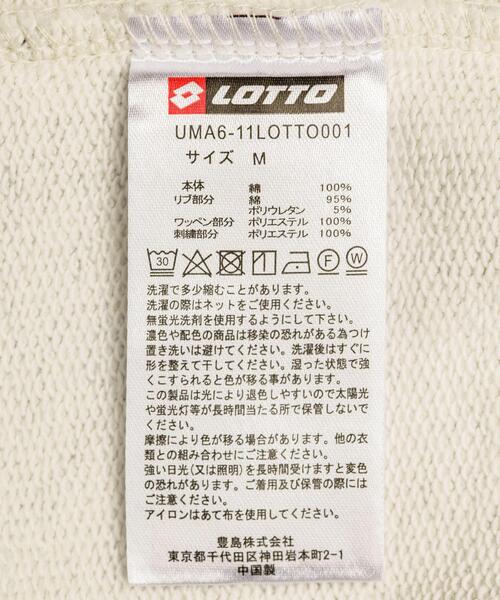 LOTTO
UMA6-11LOTTO001
サイズ M
本体 綿 100%
リブ部分 綿 95%
ポリウレタン 5%
ワッペン部分 ポリエステル 100%
刺繍部分 ポリエステル 100%
30 F W
洗濯で多少縮むことがあります。
洗濯の際はネットをご使用ください。
無蛍光洗剤を使用するようにして下さい。
濃色や配色の商品は移染の恐れがある為つけ
置き洗いは避けてください。洗濯後はすぐに
形を整えて干してください。湿った状態で強
くこすられると色が移る事があります。
この製品は光により退色しやすいので太陽光
や蛍光灯等が長時間当たる所で保管しないで
ください。
摩擦により色が移る場合があります。他の衣
類との組み合わせにご注意ください。
強い日光(又は照明)を長時間受けますと変色
の恐れがあります。ご着用及び保管の際には
ご注意ください。
アイロンはあて布を使用してください。
豊島株式会社
東京都千代田区神田岩本町2-1
中国製